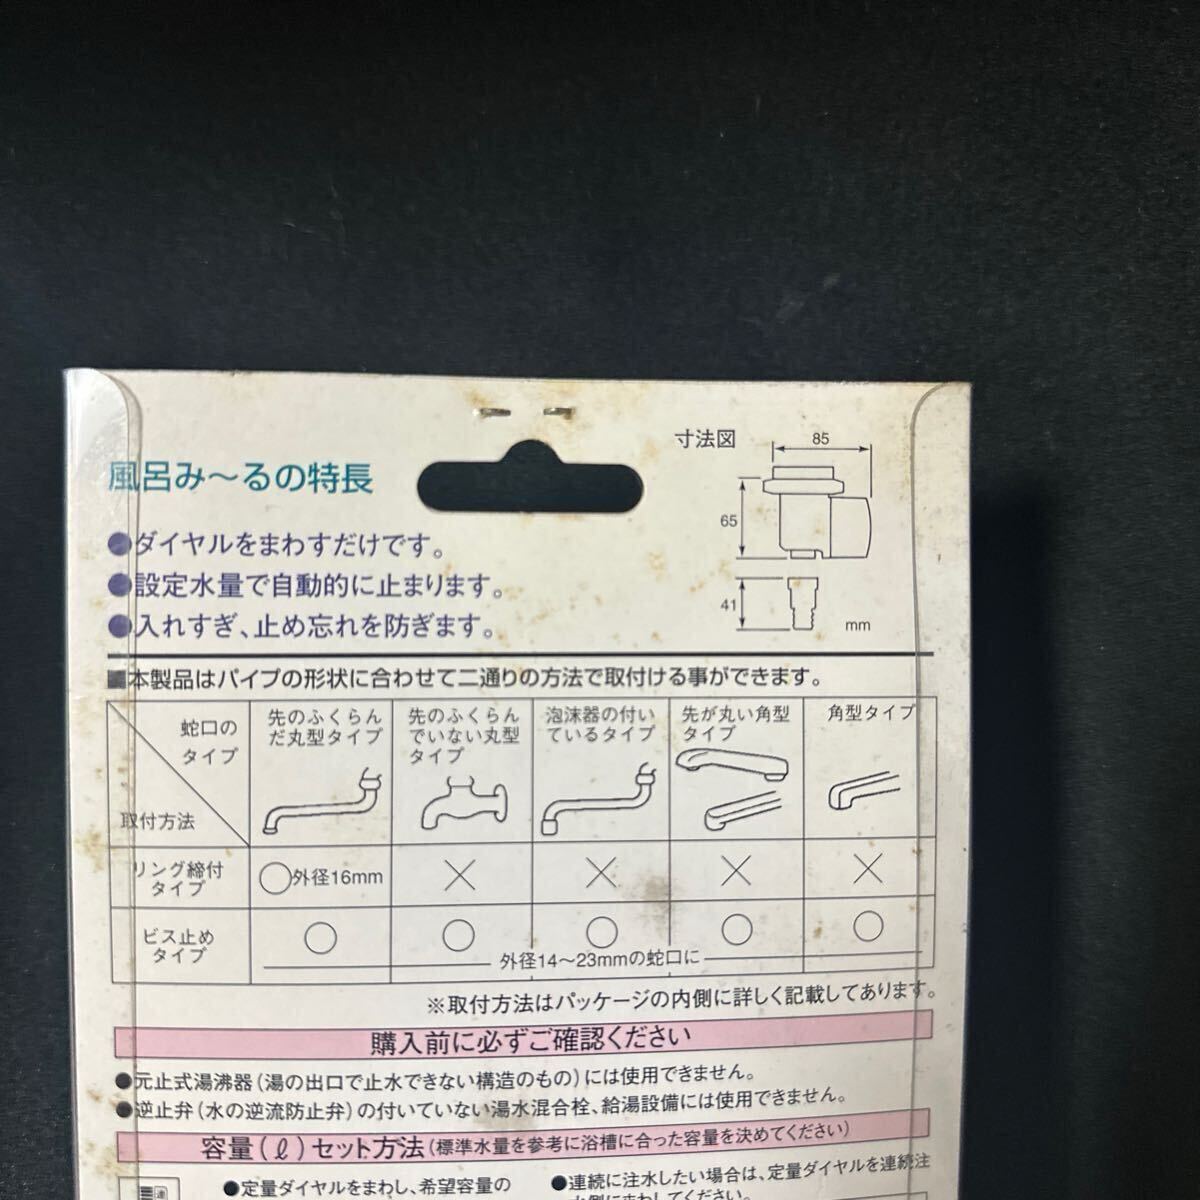 風呂み〜るの特長
●ダイヤルをまわすだけです。
●設定水量で自動的に止まります。
●入れすぎ、止め忘れを防ぎます。
寸法図
85
65
41
mm
■本製品はパイプの形状に合わせて二通りの方法で取付ける事ができます。
蛇口の
タイプ
取付方法
先のふくらん
だ丸型タイプ
先のふくらん
でいない丸型
タイプ
泡沫器の付い
ているタイプ
先が丸い角型
タイプ
角型タイプ
リング締付
タイプ
○外径16mm
×
×
×
×
ビス止め
タイプ
○
○
○
○
○
外径14〜23mmの蛇口に
※取付方法はパッケージの内側に詳しく記載してあります。
購入前に必ずご確認ください
●元止式湯沸器(湯の出口で止水できない構造のもの)には使用できません。
●逆止弁(水の逆流防止弁)の付いていない湯水混合栓、給湯設備には使用できません。
容量(ℓ)セット方法(標準水量を参考に浴槽に合った容量を決めてください)
●定量ダイヤルをまわし、希望容量の
●連続に注水したい場合は、定量ダイヤルを連続注
水側にまわしてください。